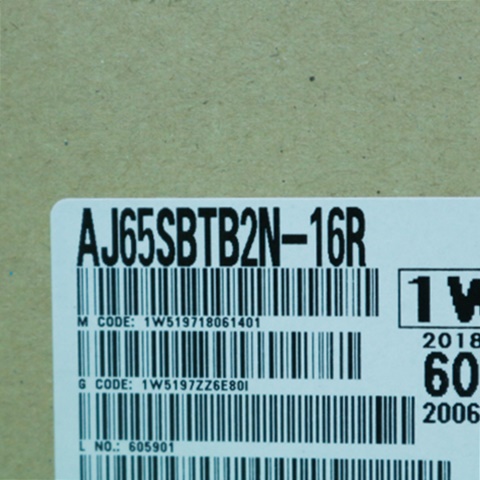 AJ65SBTB2N-16R
M CODE: 1W519718061401
G CODE: 1W5197ZZ6E80I
L NO.: 605901
1W
2018
60
2006